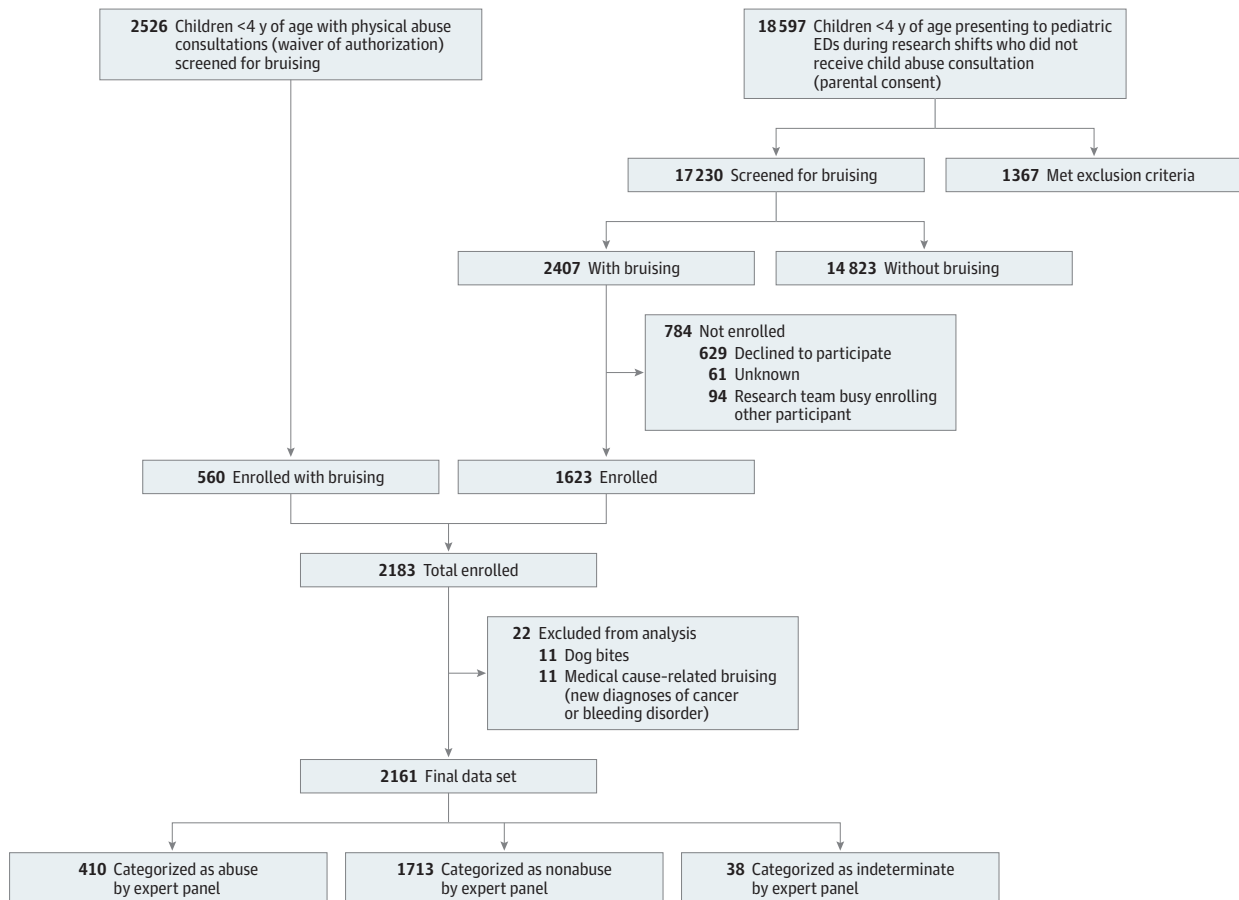 2526 Children <4 y of age with physical abuse
consultations (waiver of authorization)
screened for bruising
18 597 Children <4 y of age presenting to pediatric
EDs during research shifts who did not
receive child abuse consultation
(parental consent)
17 230 Screened for bruising
1367 Met exclusion criteria
2407 With bruising
14 823 Without bruising
784 Not enrolled
629 Declined to participate
61 Unknown
94 Research team busy enrolling
other participant
560 Enrolled with bruising
1623 Enrolled
2183 Total enrolled
22 Excluded from analysis
11 Dog bites
11 Medical cause-related bruising
(new diagnoses of cancer
or bleeding disorder)
2161 Final data set
410 Categorized as abuse
by expert panel
1713 Categorized as nonabuse
by expert panel
38 Categorized as indeterminate
by expert panel